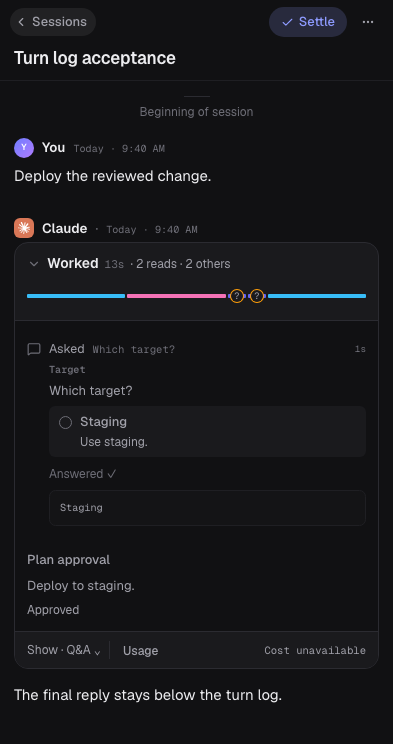 Sessions
Settle
Turn log acceptance
Beginning of session
Y You Today · 9:40 AM
Deploy the reviewed change.
Claude · Today · 9:40 AM
Worked 13s · 2 reads · 2 others
? ?
Asked Which target? 1s
Target
Which target?
Staging
Use staging.
Answered ✓
Staging
Plan approval
Deploy to staging.
Approved
Show · Q&A Usage Cost unavailable
The final reply stays below the turn log.